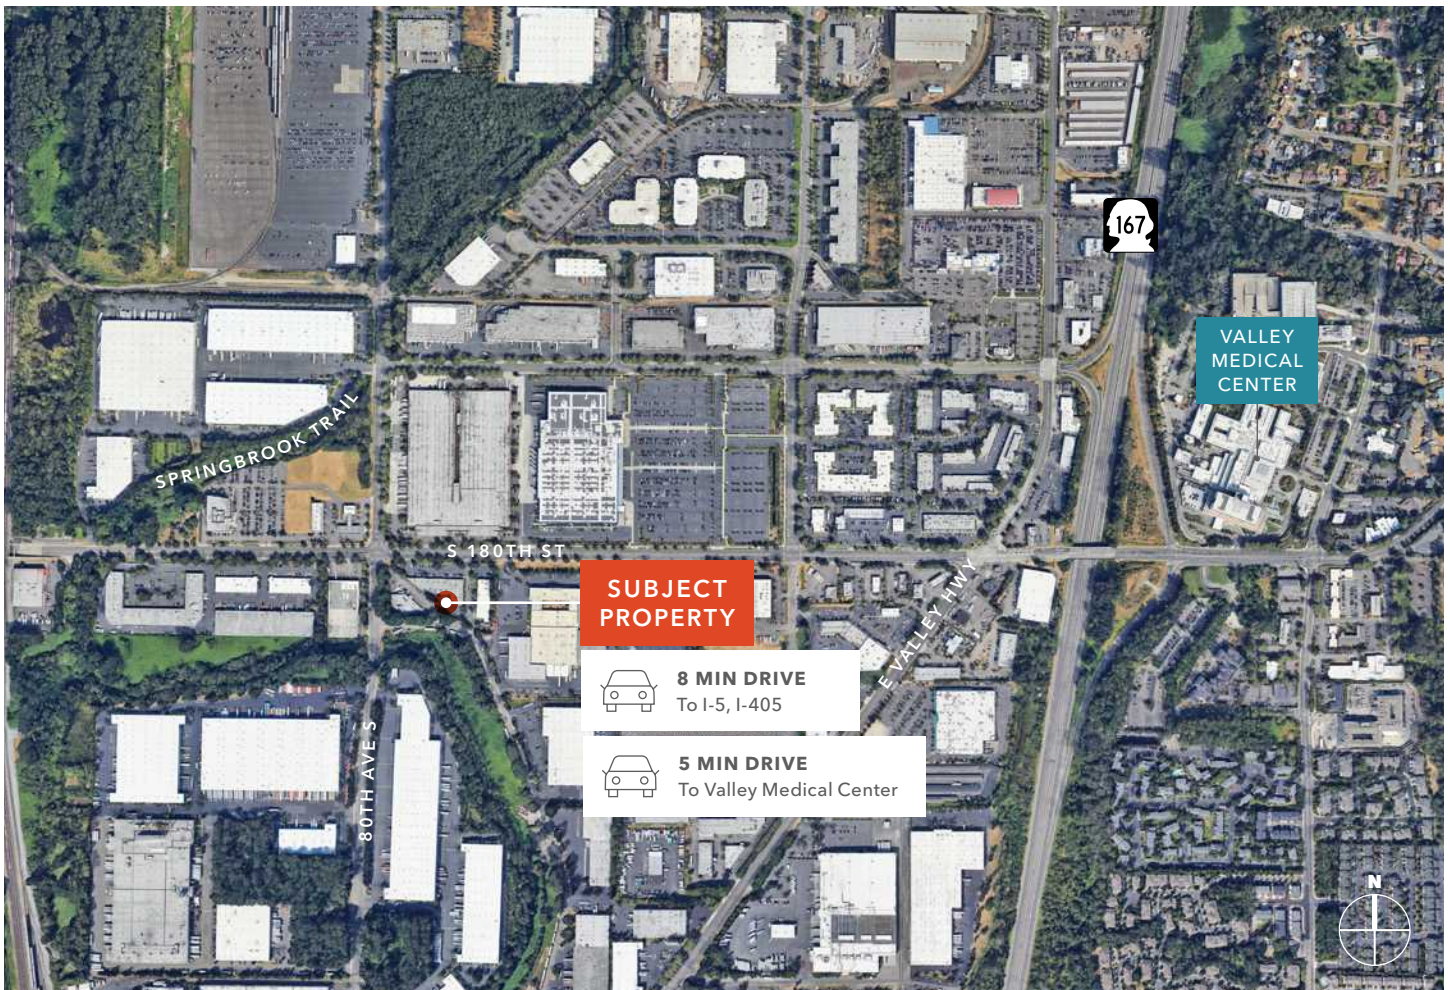 167
VALLEY
MEDICAL
CENTER
SPRINGBROOK TRAIL
S 180TH ST
SUBJECT
PROPERTY
E VALLEY HWY
8 MIN DRIVE
To I-5, I-405
80TH AVE S
5 MIN DRIVE
To Valley Medical Center
N